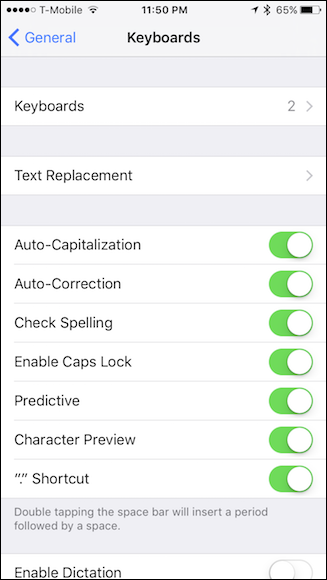 T-Mobile 11:50 PM 65%
General Keyboards
Keyboards 2
Text Replacement
Auto-Capitalization
Auto-Correction
Check Spelling
Enable Caps Lock
Predictive
Character Preview
“.” Shortcut
Double tapping the space bar will insert a period
followed by a space.
Enable Dictation